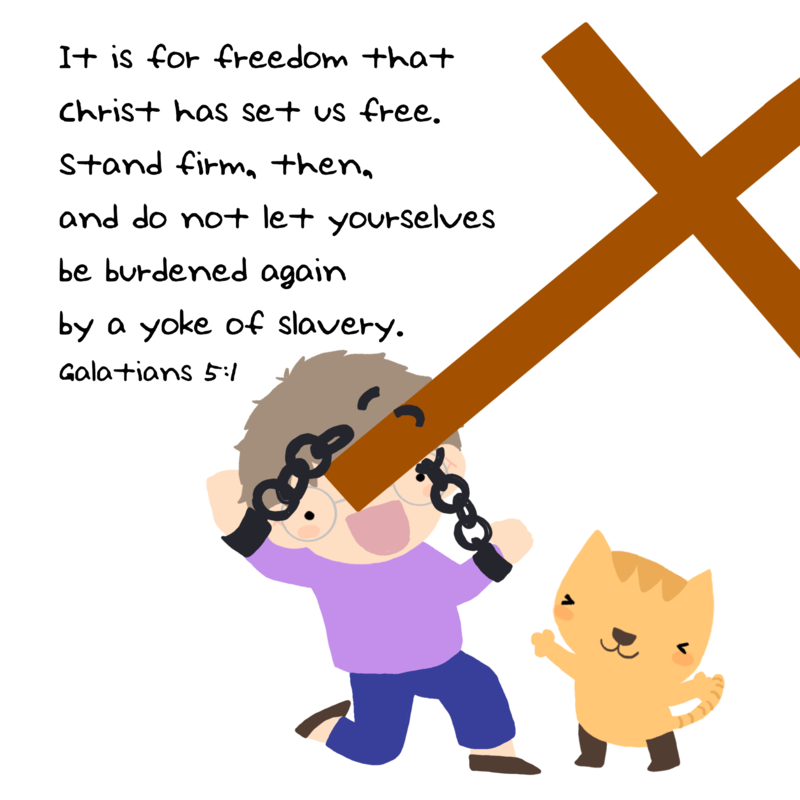 It is for freedom that
Christ has set us free.
Stand firm, then,
and do not let yourselves
be burdened again
by a yoke of slavery.
Galatians 5:1